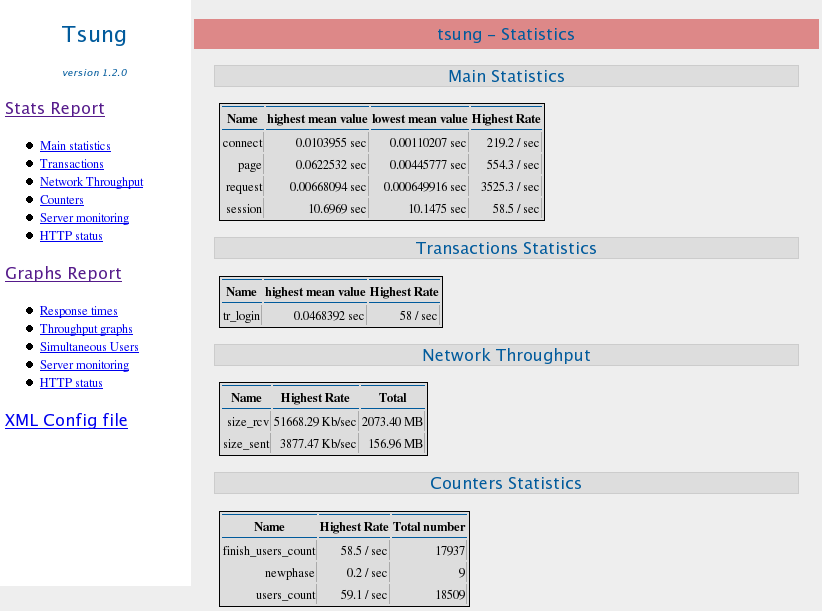 Tsung
version 1.2.0
Stats Report
Main statistics
Transactions
Network Throughput
Counters
Server monitoring
HTTP status
Graphs Report
Response times
Throughput graphs
Simultaneous Users
Server monitoring
HTTP status
XML Config file
tsung – Statistics
Main Statistics
Name highest mean value lowest mean value Highest Rate
connect 0.0103955 sec 0.00110207 sec 219.2 / sec
page 0.0622532 sec 0.00445777 sec 554.3 / sec
request 0.00668094 sec 0.000649916 sec 3525.3 / sec
session 10.6969 sec 10.1475 sec 58.5 / sec
Transactions Statistics
Name highest mean value Highest Rate
tr_login 0.0468392 sec 58 / sec
Network Throughput
Name Highest Rate Total
size_rcv 51668.29 Kb/sec 2073.40 MB
size_sent 3877.47 Kb/sec 156.96 MB
Counters Statistics
Name Highest Rate Total number
finish_users_count 58.5 / sec 17937
newphase 0.2 / sec 9
users_count 59.1 / sec 18509